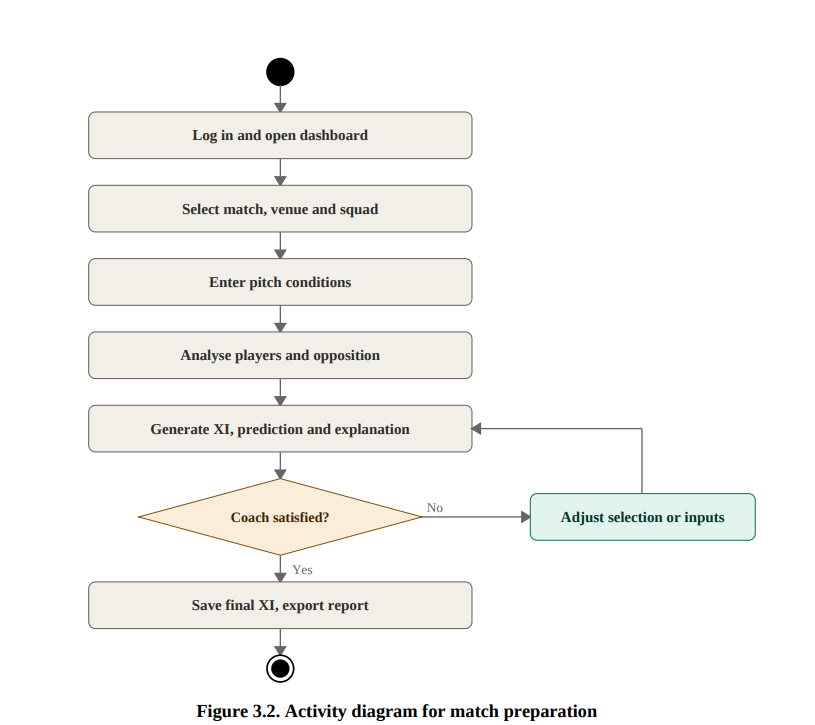 Log in and open dashboard
Select match, venue and squad
Enter pitch conditions
Analyse players and opposition
Generate XI, prediction and explanation
Coach satisfied?
No
Adjust selection or inputs
Yes
Save final XI, export report
Figure 3.2. Activity diagram for match preparation